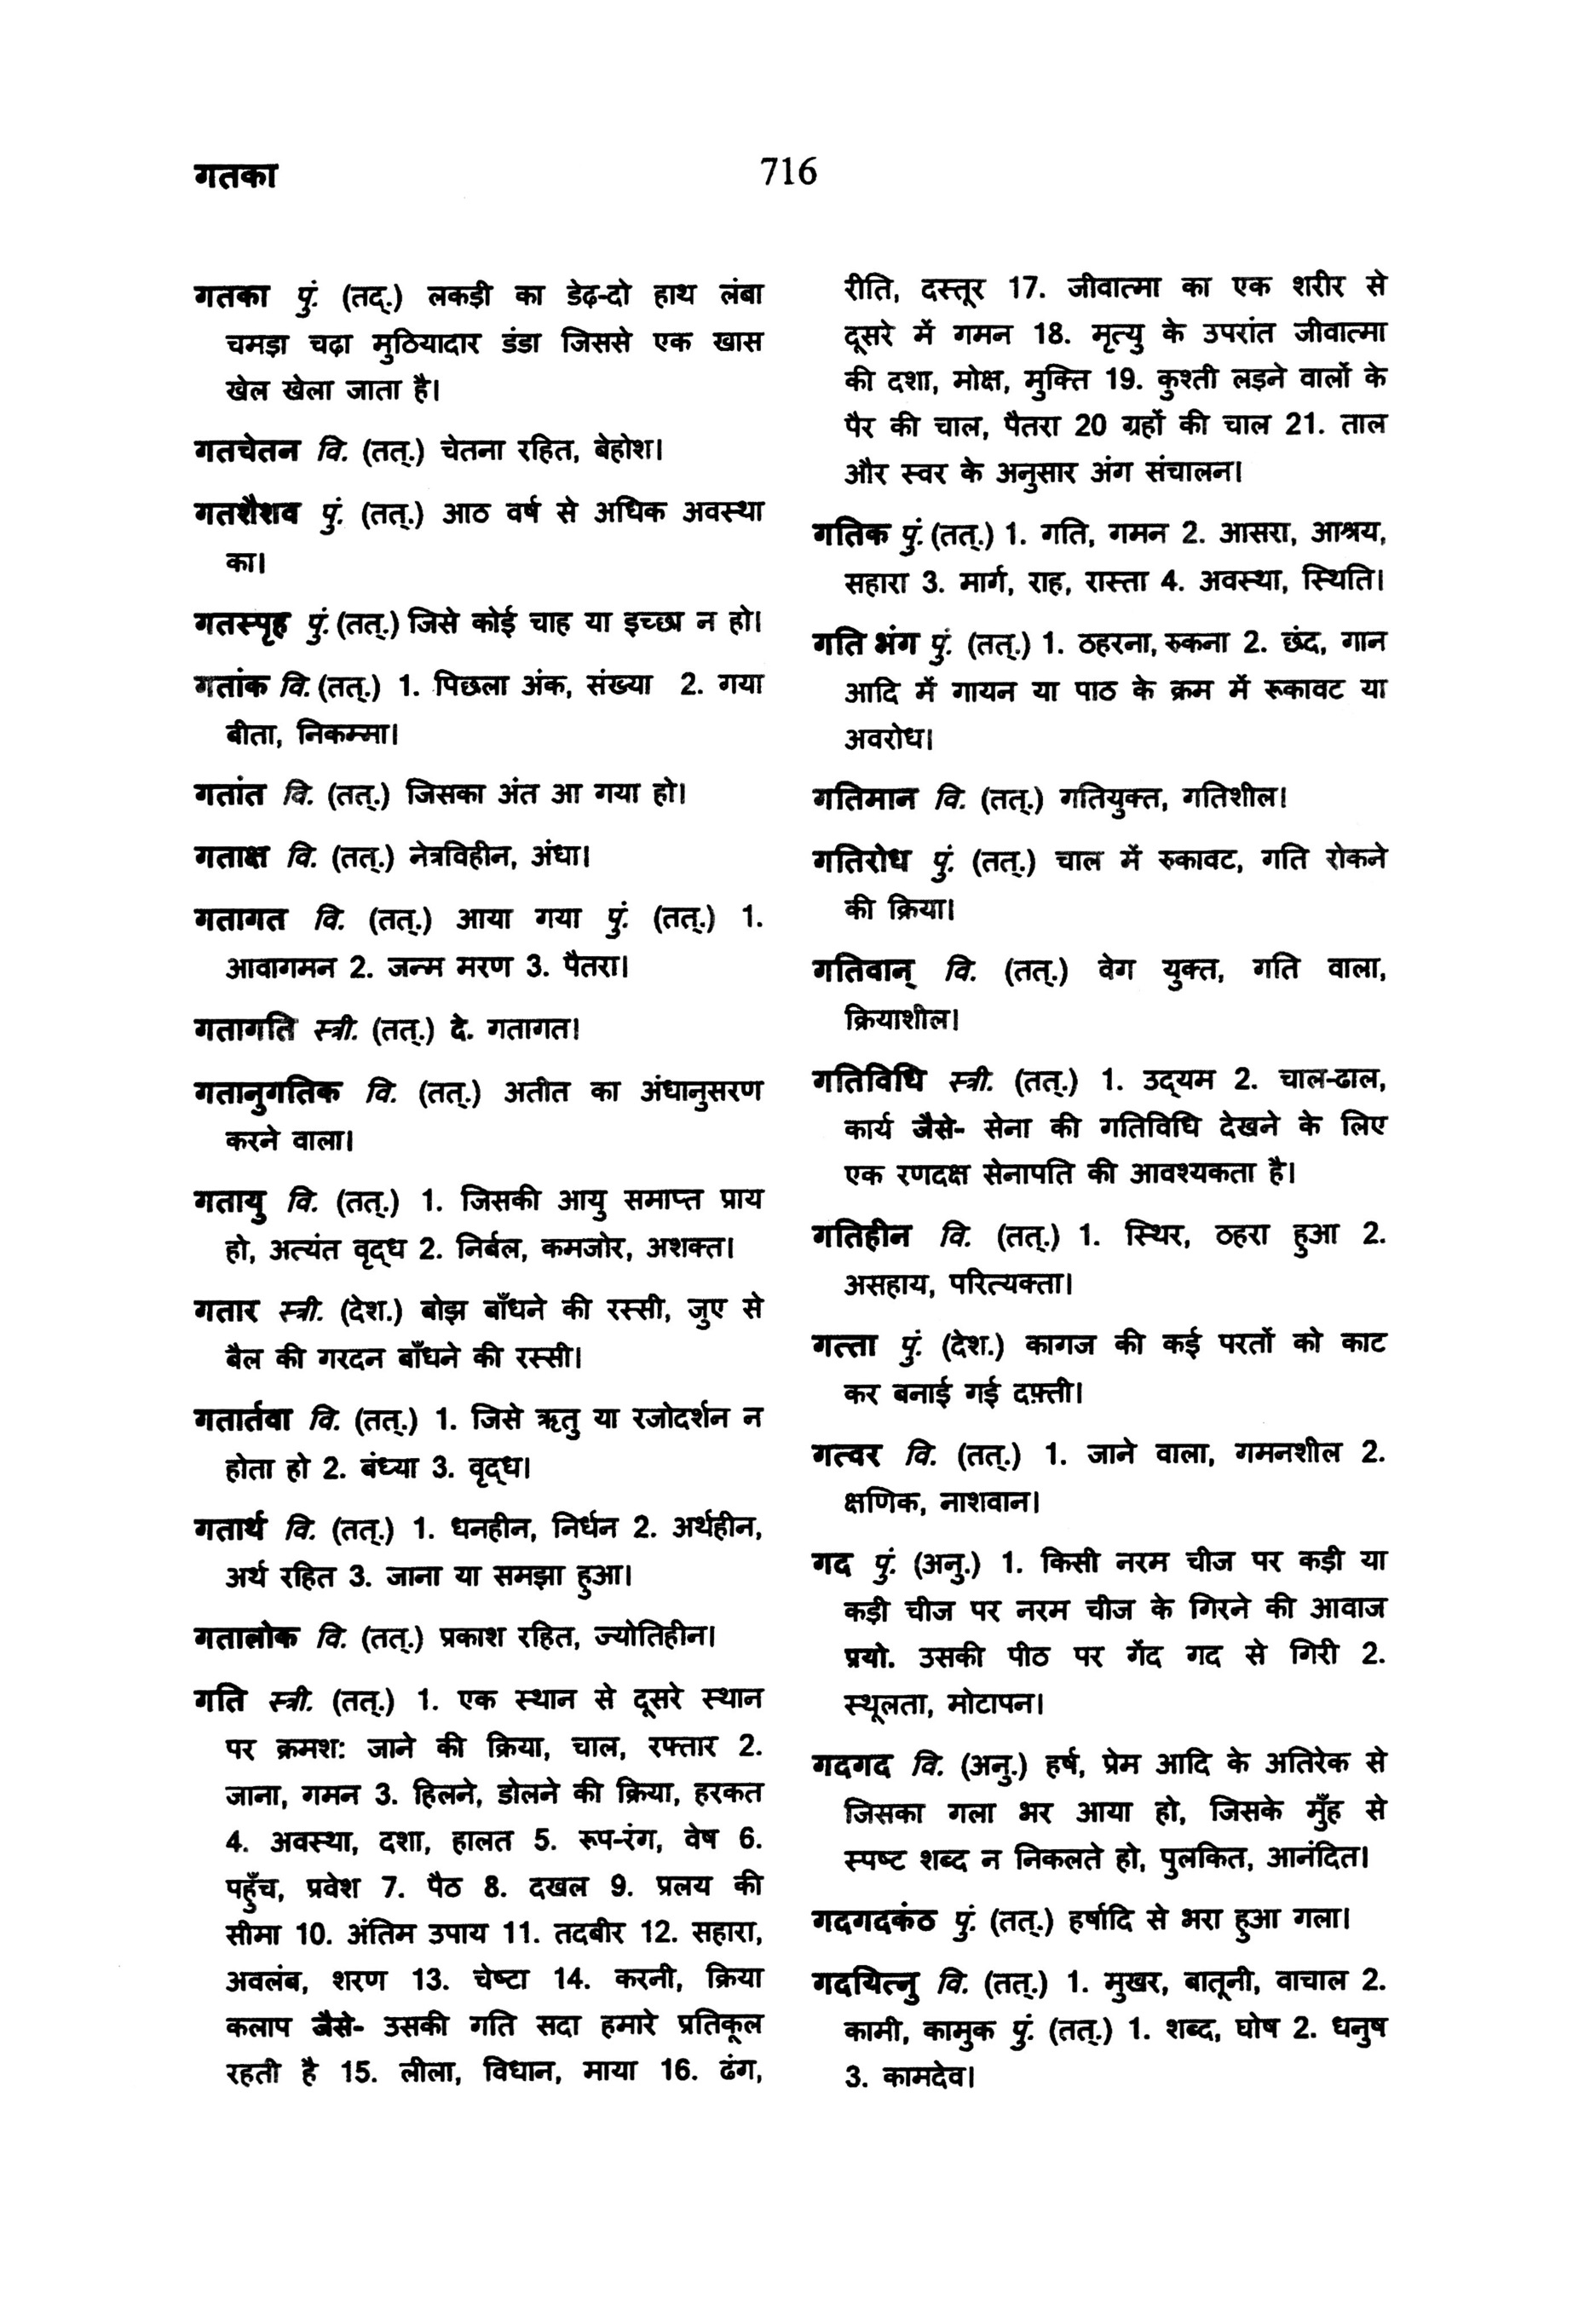 गतका
716
गतका पुं. (तद्.) लकड़ी का डेढ़-दो हाथ लंबा
चमड़ा चढ़ा मुठियादार डंडा जिससे एक खास
खेल खेला जाता है।
गतचेतन वि. (तत्.) चेतना रहित, बेहोश।
गतशैशव पुं. (तत्.) आठ वर्ष से अधिक अवस्था
का।
गतस्पृह पुं. (तत्.) जिसे कोई चाह या इच्छा न हो।
गतांक वि. (तत्.) 1. पिछला अंक, संख्या 2. गया
बीता, निकम्मा।
गतांत वि. (तत्.) जिसका अंत आ गया हो।
गताक्ष वि. (तत्.) नेत्रविहीन, अंधा।
गतागत वि. (तत्.) आया गया पुं. (तत्.) 1.
आवागमन 2. जन्म मरण 3. पैतरा।
गतागति स्त्री. (तत्.) दे. गतागत।
गतानुगतिक वि. (तत्.) अतीत का अंधानुसरण
करने वाला।
गतायु वि. (तत्.) 1. जिसकी आयु समाप्त प्राय
हो, अत्यंत वृद्ध 2. निर्बल, कमजोर, अशक्त।
गतार स्त्री. (देश.) बोझ बाँधने की रस्सी, जुए से
बैल की गरदन बाँधने की रस्सी।
गतार्तवा वि. (तत्.) 1. जिसे ऋतु या रजोदर्शन न
होता हो 2. बंध्या 3. वृद्ध।
गतार्थ वि. (तत्.) 1. धनहीन, निर्धन 2. अर्थहीन,
अर्थ रहित 3. जाना या समझा हुआ।
गतालोक वि. (तत्.) प्रकाश रहित, ज्योतिहीन।
गति स्त्री. (तत्.) 1. एक स्थान से दूसरे स्थान
पर क्रमश: जाने की क्रिया, चाल, रफ्तार 2.
जाना, गमन 3. हिलने, डोलने की क्रिया, हरकत
4. अवस्था, दशा, हालत 5. रूप-रंग, वेष 6.
पहुँच, प्रवेश 7. पैठ 8. दखल 9. प्रलय की
सीमा 10. अंतिम उपाय 11. तदबीर 12. सहारा,
अवलंब, शरण 13. चेष्टा 14. करनी, क्रिया
कलाप जैसे- उसकी गति सदा हमारे प्रतिकूल
रहती है 15. लीला, विधान, माया 16. ढंग,
रीति, दस्तूर 17. जीवात्मा का एक शरीर से
दूसरे में गमन 18. मृत्यु के उपरांत जीवात्मा
की दशा, मोक्ष, मुक्ति 19. कुश्ती लड़ने वालों के
पैर की चाल, पैतरा 20 ग्रहों की चाल 21. ताल
और स्वर के अनुसार अंग संचालन।
गतिक पुं. (तत्.) 1. गति, गमन 2. आसरा, आश्रय,
सहारा 3. मार्ग, राह, रास्ता 4. अवस्था, स्थिति।
गति भंग पुं. (तत्.) 1. ठहरना, रुकना 2. छंद, गान
आदि में गायन या पाठ के क्रम में रूकावट या
अवरोध।
गतिमान वि. (तत्.) गतियुक्त, गतिशील।
गतिरोध पुं. (तत्.) चाल में रुकावट, गति रोकने
की क्रिया।
गतिवान् वि. (तत्.) वेग युक्त, गति वाला,
क्रियाशील।
गतिविधि स्त्री. (तत्.) 1. उद्यम 2. चाल-ढाल,
कार्य जैसे- सेना की गतिविधि देखने के लिए
एक रणदक्ष सेनापति की आवश्यकता है।
गतिहीन वि. (तत्.) 1. स्थिर, ठहरा हुआ 2.
असहाय, परित्यक्ता।
गत्ता पुं. (देश.) कागज की कई परतों को काट
कर बनाई गई दफ़्ती।
गत्वर वि. (तत्.) 1. जाने वाला, गमनशील 2.
क्षणिक, नाशवान।
गद पुं. (अनु.) 1. किसी नरम चीज पर कड़ी या
कड़ी चीज पर नरम चीज के गिरने की आवाज
प्रयो. उसकी पीठ पर गेंद गद से गिरी 2.
स्थूलता, मोटापन।
गदगद वि. (अनु.) हर्ष, प्रेम आदि के अतिरेक से
जिसका गला भर आया हो, जिसके मुँह से
स्पष्ट शब्द न निकलते हो, पुलकित, आनंदित।
गदगदकंठ पुं. (तत्.) हर्षादि से भरा हुआ गला।
गदयित्नु वि. (तत्.) 1. मुखर, बातूनी, वाचाल 2.
कामी, कामुक पुं. (तत्.) 1. शब्द, घोष 2. धनुष
3. कामदेव।